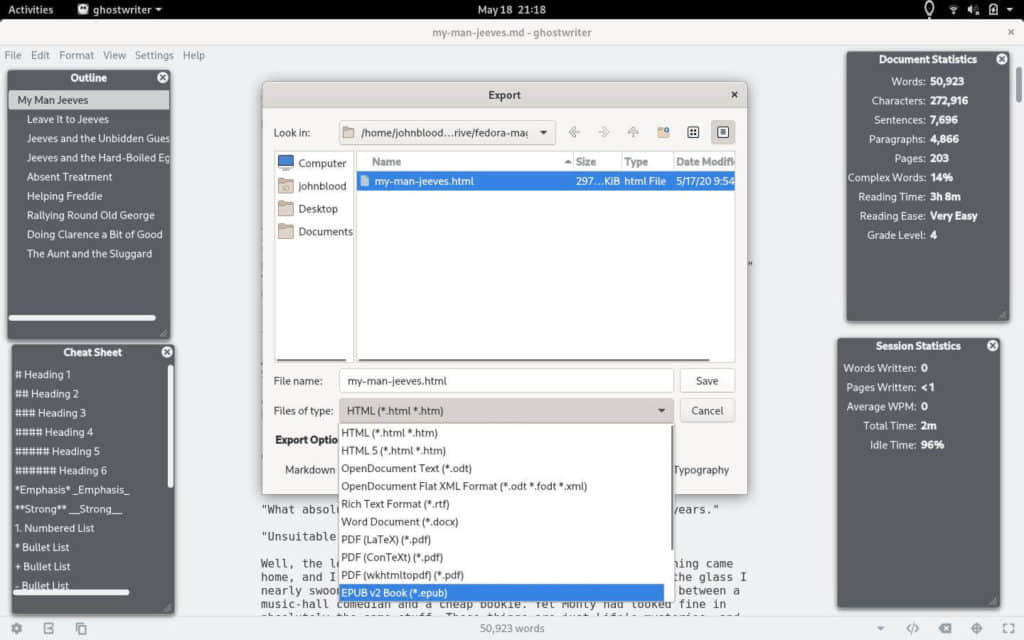 Activities
ghostwriter
May 18 21:18
my-man-jeeves.md - ghostwriter
File Edit Format View Settings Help
Outline
My Man Jeeves
Leave It to Jeeves
Jeeves and the Unbidden Gues
Jeeves and the Hard-Boiled Eg
Absent Treatment
Helping Freddie
Rallying Round Old George
Doing Clarence a Bit of Good
The Aunt and the Sluggard
Cheat Sheet
# Heading 1
## Heading 2
### Heading 3
#### Heading 4
##### Heading 5
###### Heading 6
*Emphasis* _Emphasis_
**Strong** __Strong__
1. Numbered List
* Bullet List
+ Bullet List
- Bullet List
Export
Look in:
/home/johnblood...rive/fedora-mag
Computer
johnblood
Desktop
Documents
Name Size Type Date Modifi
my-man-jeeves.html 297...KiB html File 5/17/20 9:54
File name:
my-man-jeeves.html
Save
Files of type:
HTML (*.html *.htm)
Cancel
HTML (*.html *.htm)
HTML 5 (*.html *.htm)
OpenDocument Text (*.odt)
OpenDocument Flat XML Format (*.odt *.fodt *.xml)
Rich Text Format (*.rtf)
Word Document (*.docx)
PDF (LaTeX) (*.pdf)
PDF (ConTeXt) (*.pdf)
PDF (wkhtmltopdf) (*.pdf)
EPUB v2 Book (*.epub)
Export Optio
Markdown
Typography
"What absol
years."
"Unsuitable
Well, the l
ning came
home, and I
the glass I
nearly swoo
between a
music-hall comedian and a cheap bookie. Yet Monty had looked fine in
Document Statistics
Words: 50,923
Characters: 272,916
Sentences: 7,696
Paragraphs: 4,866
Pages: 203
Complex Words: 14%
Reading Time: 3h 8m
Reading Ease: Very Easy
Grade Level: 4
Session Statistics
Words Written: 0
Pages Written: <1
Average WPM: 0
Total Time: 2m
Idle Time: 96%
50,923 words